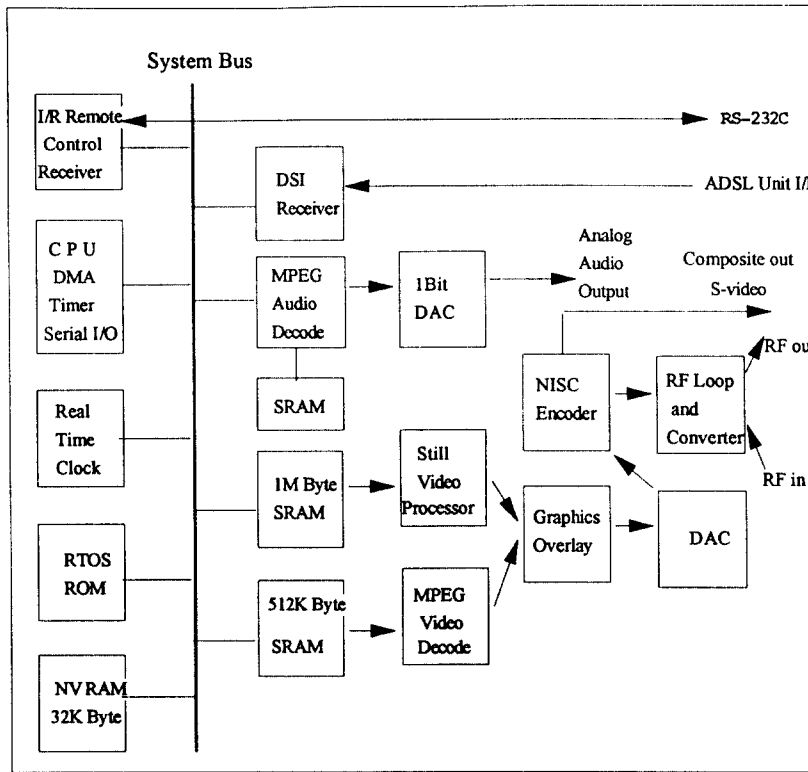 System Bus
I/R Remote
Control
Receiver
RS-232C
DSI
Receiver
ADSL Unit I/
C P U
DMA
Timer
Serial I/O
MPEG
Audio
Decode
1Bit
DAC
Analog
Audio
Output
Composite out
S-video
SRAM
NISC
Encoder
RF Loop
and
Converter
RF ou
RF in
Real
Time
Clock
1M Byte
SRAM
Still
Video
Processor
Graphics
Overlay
DAC
RTOS
ROM
512K Byte
SRAM
MPEG
Video
Decode
NV RAM
32K Byte